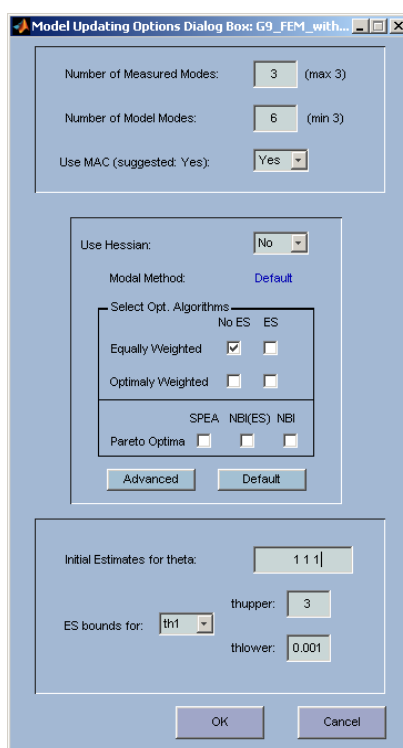 Model Updating Options Dialog Box: G9_FEM_with...
Number of Measured Modes: 3 (max 3)
Number of Model Modes: 6 (min 3)
Use MAC (suggested: Yes): Yes
Use Hessian: No
Modal Method: Default
Select Opt. Algorithms
No ES ES
Equally Weighted
Optimaly Weighted
SPEA NBI(ES) NBI
Pareto Optima
Advanced Default
Initial Estimates for theta: 1 1 1
thupper: 3
ES bounds for: th1
thlower: 0.001
OK Cancel